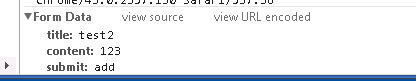 ▼Form Data view source view URL encoded
title: test2
content: 123
submit: add